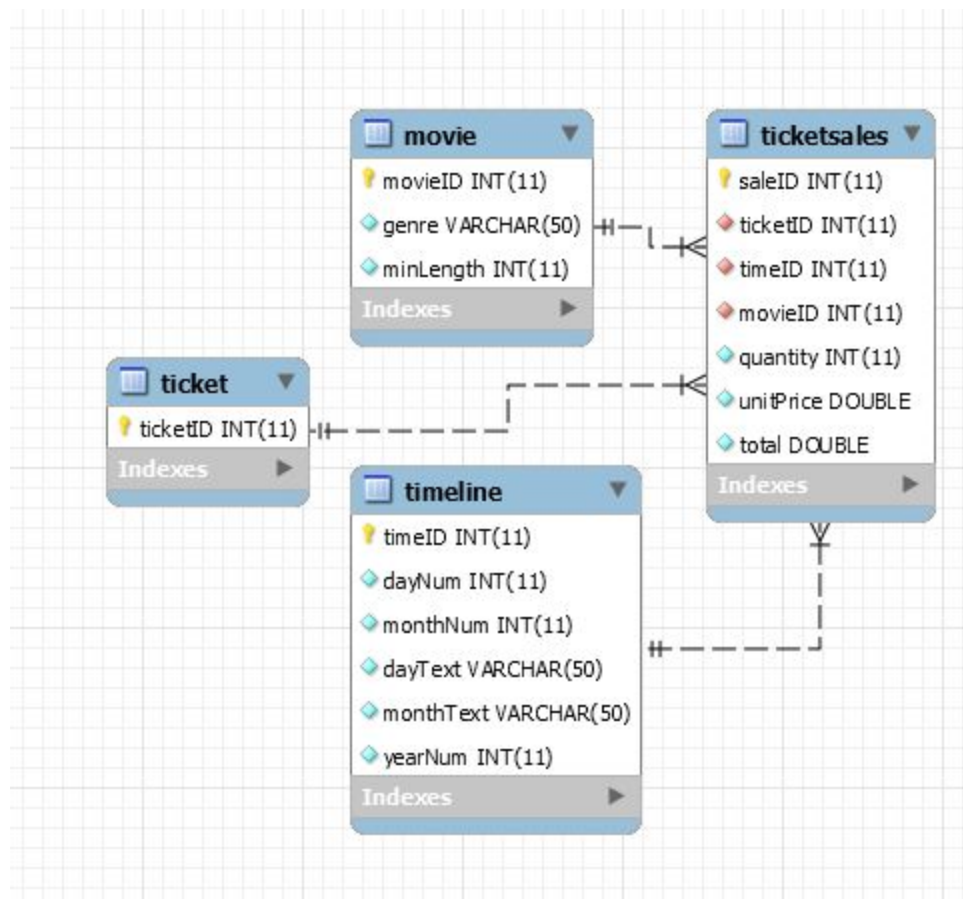 movie
movieID INT(11)
genre VARCHAR(50)
minLength INT(11)
Indexes
ticketsales
saleID INT(11)
ticketID INT(11)
timeID INT(11)
movieID INT(11)
quantity INT(11)
unitPrice DOUBLE
total DOUBLE
Indexes
ticket
ticketID INT(11)
Indexes
timeline
timeID INT(11)
dayNum INT(11)
monthNum INT(11)
dayText VARCHAR(50)
monthText VARCHAR(50)
yearNum INT(11)
Indexes